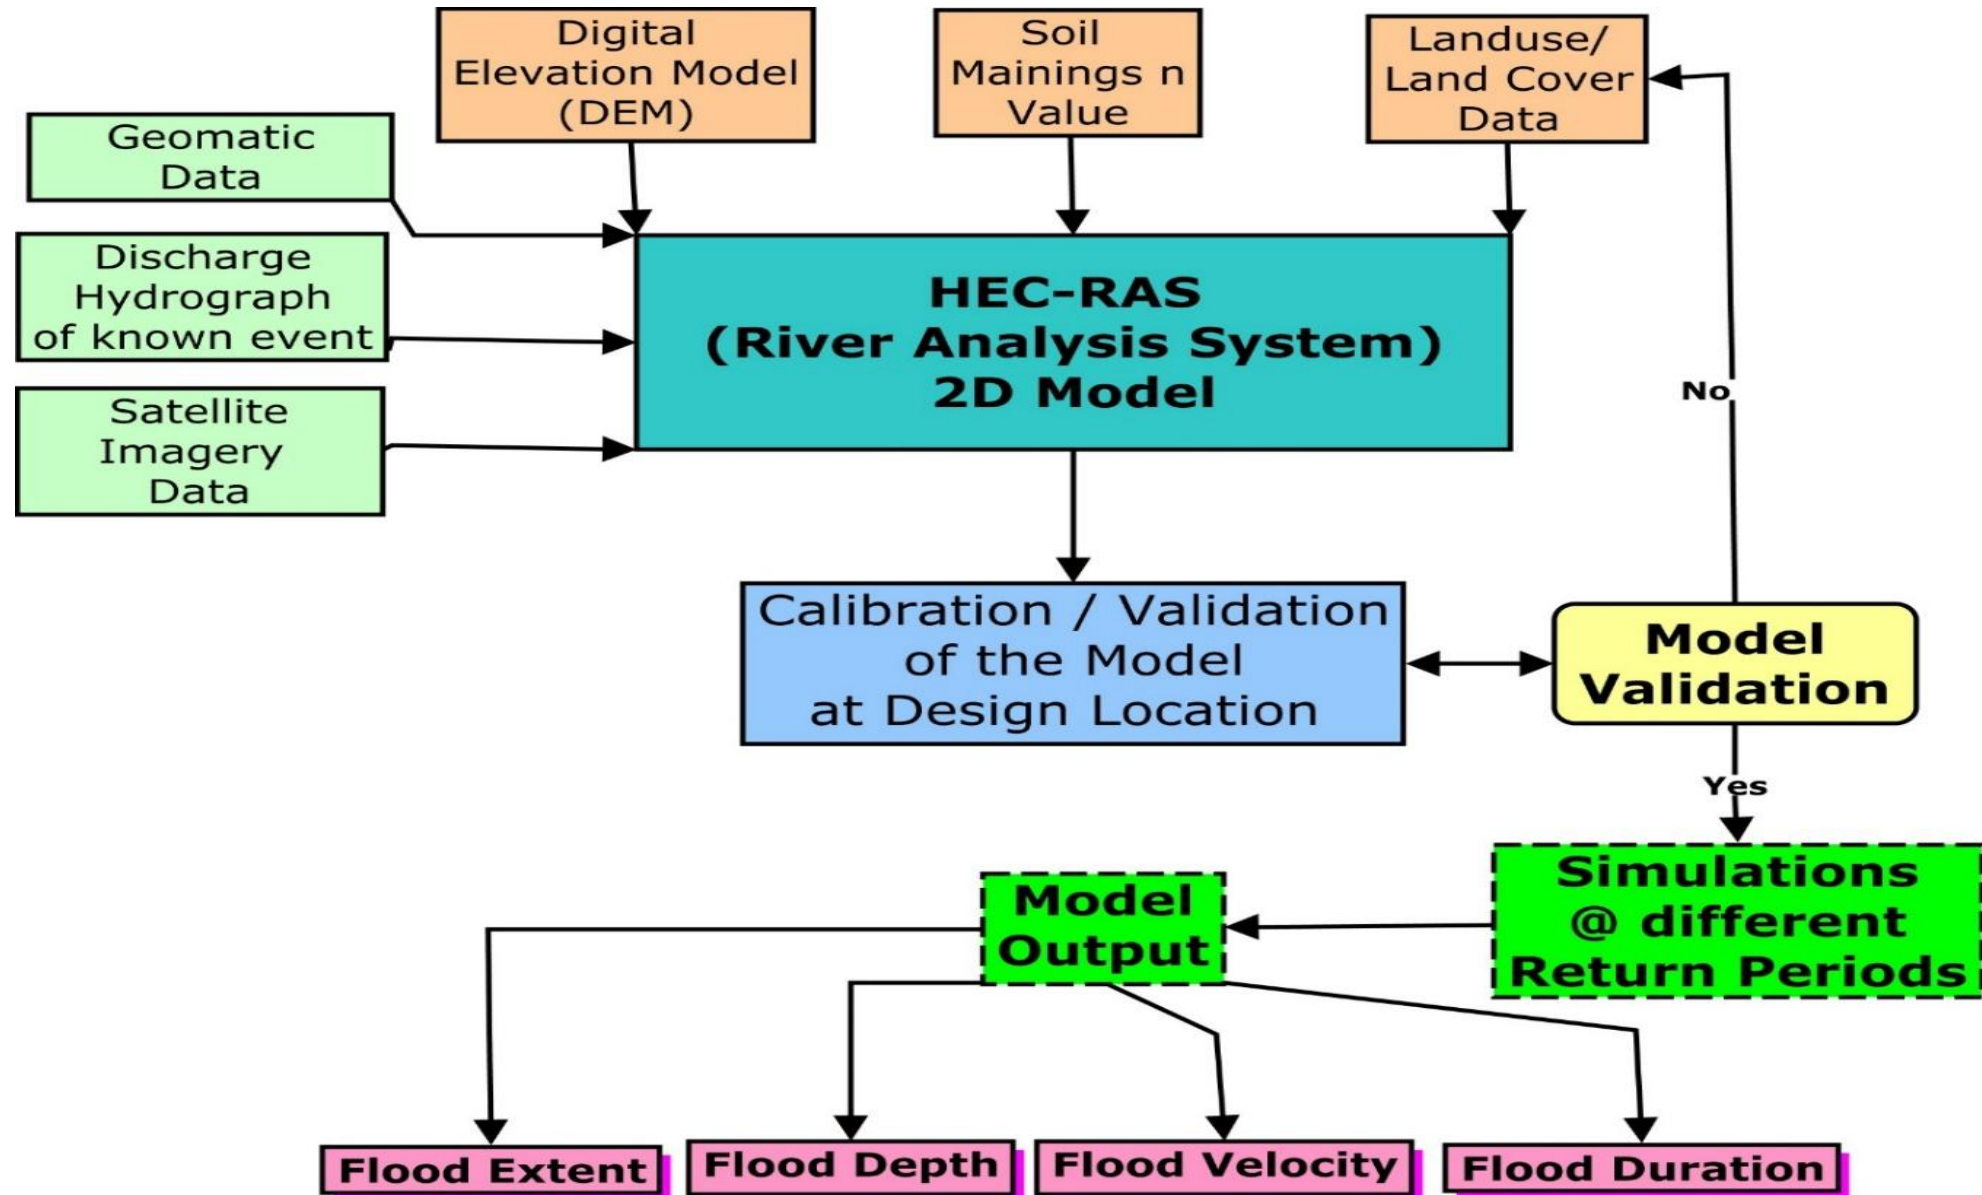 Digital
Elevation Model
(DEM)
Soil
Mainings n
Value
Landuse/
Land Cover
Data
Geomatic
Data
Discharge
Hydrograph
of known event
Satellite
Imagery
Data
HEC-RAS
(River Analysis System)
2D Model
No
Calibration / Validation
of the Model
at Design Location
Model
Validation
Yes
Simulations
@ different
Return Periods
Model
Output
Flood Extent
Flood Depth
Flood Velocity
Flood Duration